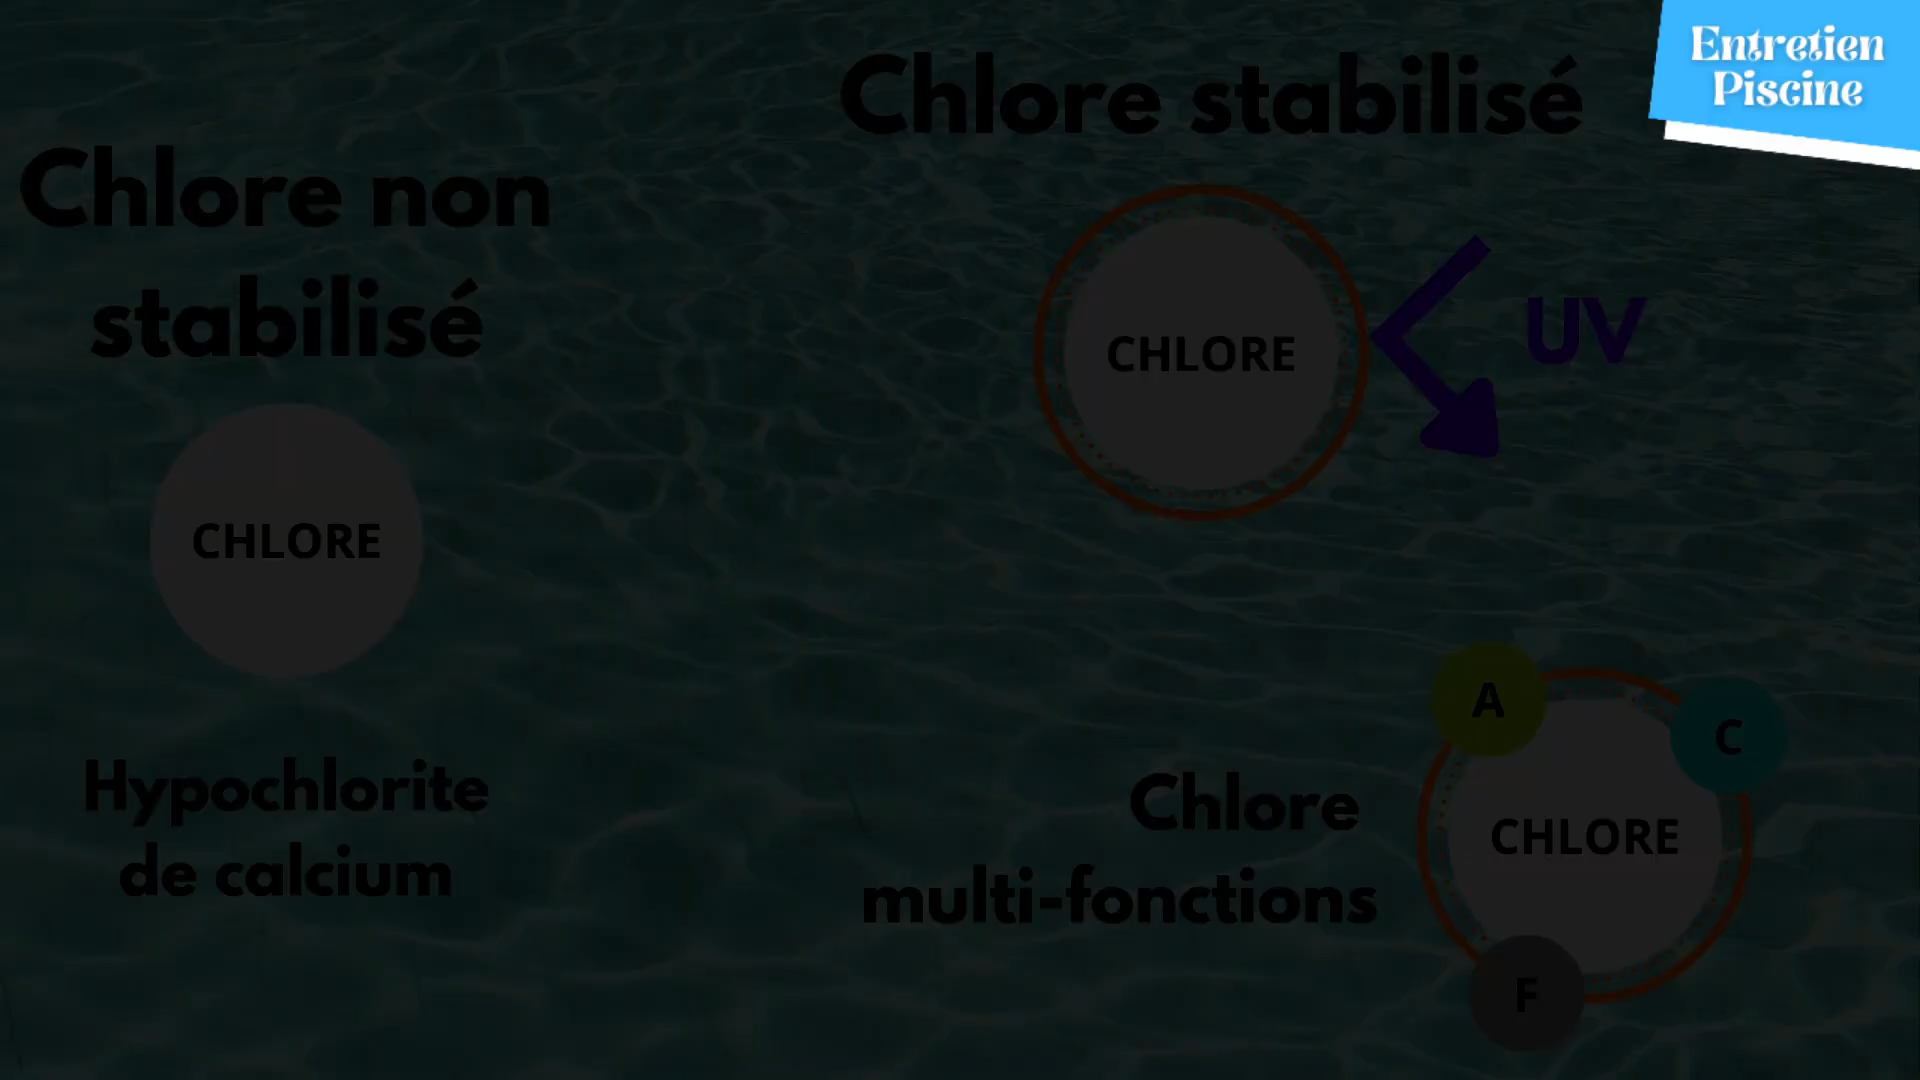 Entretien
Piscine
Chlore non
stabilisé
CHLORE
Hypochlorite
de calcium
Chlore stabilisé
CHLORE
UV
Chlore
multi-fonctions
A
C
CHLORE
F